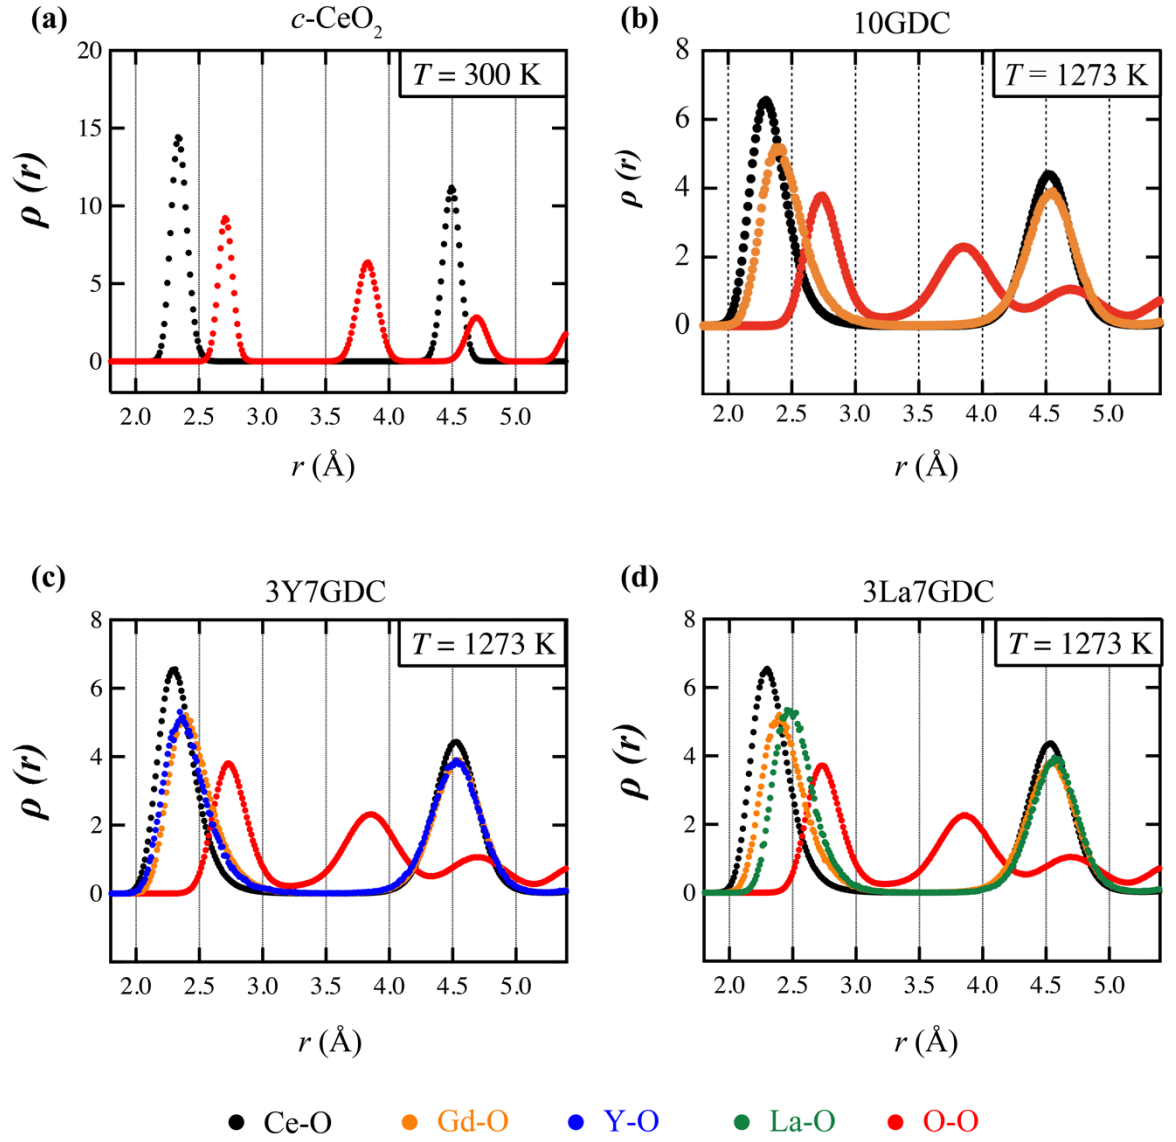 (a)
c-CeO₂
T = 300 K
20
15
10
5
0
ρ (r)
2.0 2.5 3.0 3.5 4.0 4.5 5.0
r (Å)
(b)
10GDC
T = 1273 K
8
6
4
2
0
ρ (r)
2.0 2.5 3.0 3.5 4.0 4.5 5.0
r (Å)
(c)
3Y7GDC
T = 1273 K
8
6
4
2
0
ρ (r)
2.0 2.5 3.0 3.5 4.0 4.5 5.0
r (Å)
(d)
3La7GDC
T = 1273 K
8
6
4
2
0
ρ (r)
2.0 2.5 3.0 3.5 4.0 4.5 5.0
r (Å)
Ce-O Gd-O Y-O La-O O-O